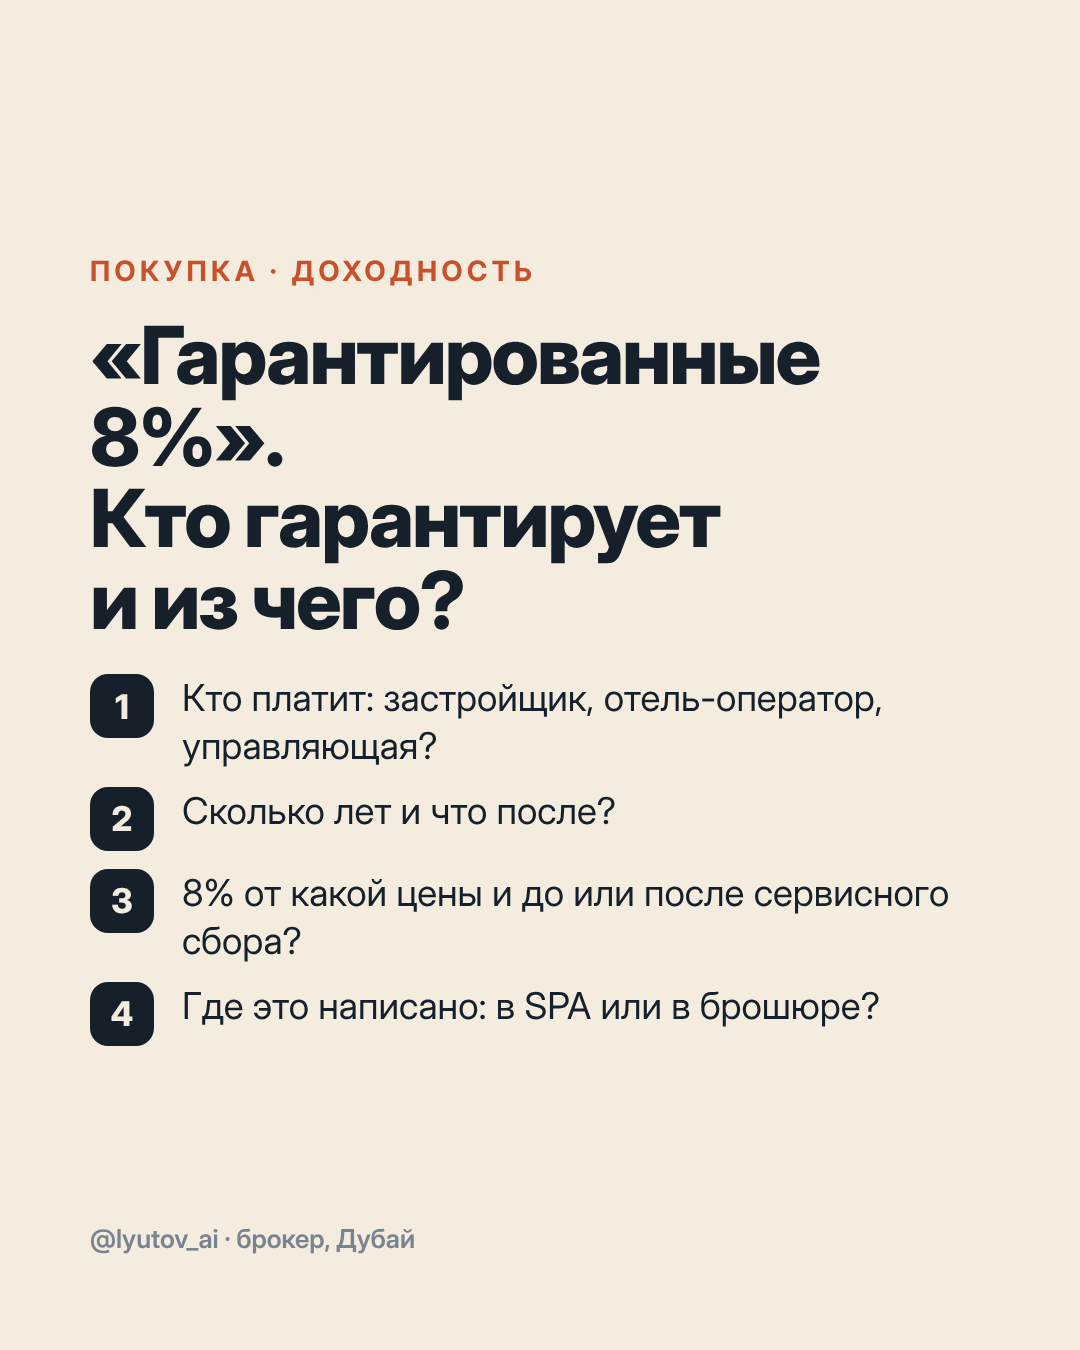 ПОКУПКА · ДОХОДНОСТЬ
«Гарантированные
8%».
Кто гарантирует
и из чего?
1 Кто платит: застройщик, отель-оператор,
управляющая?
2 Сколько лет и что после?
3 8% от какой цены и до или после сервисного
сбора?
4 Где это написано: в SPA или в брошюре?
@lyutov_ai · брокер, Дубай